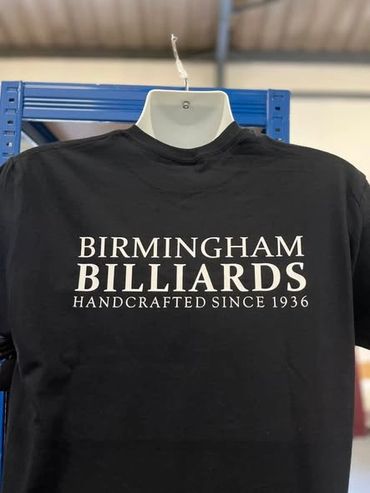 BIRMINGHAM
BILLIARDS
HANDCRAFTED SINCE 1936